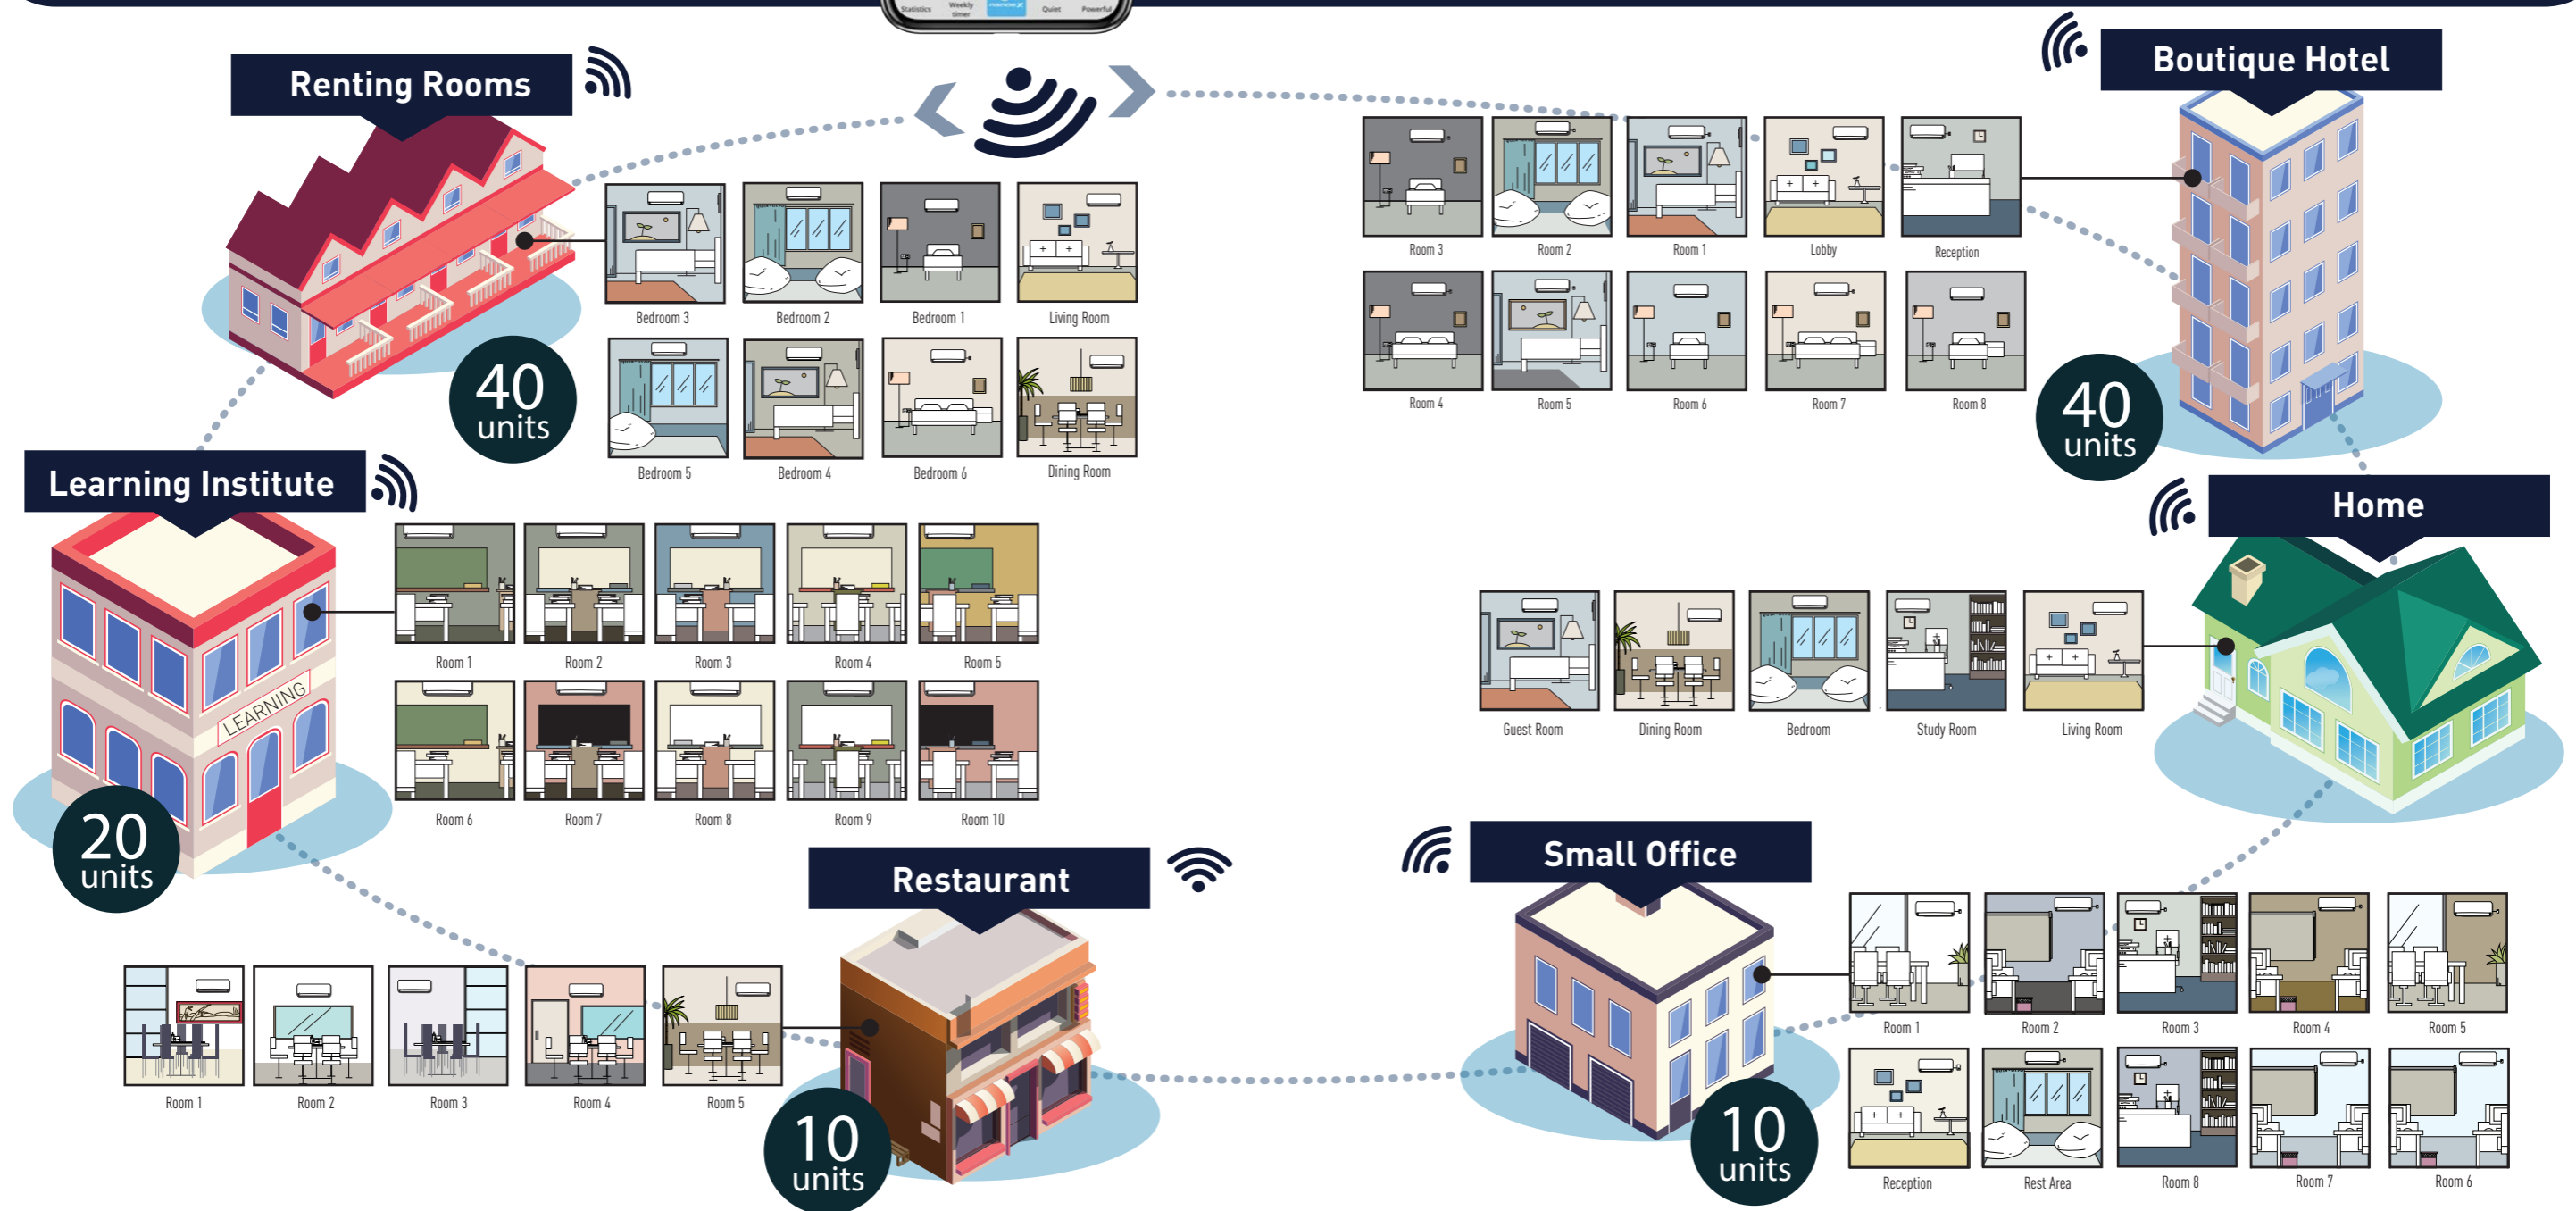 Statistics
Weekly
timer
Quiet
Powerful
Renting Rooms
Boutique Hotel
Room 3
Room 2
Room 1
Lobby
Reception
Bedroom 3
Bedroom 2
Bedroom 1
Living Room
Room 4
Room 5
Room 6
Room 7
Room 8
40
units
40
units
Bedroom 5
Bedroom 4
Bedroom 6
Dining Room
Learning Institute
Home
LEARNING
Room 1
Room 2
Room 3
Room 4
Room 5
Guest Room
Dining Room
Bedroom
Study Room
Living Room
Room 6
Room 7
Room 8
Room 9
Room 10
20
units
Restaurant
Small Office
Room 1
Room 2
Room 3
Room 4
Room 5
Room 1
Room 2
Room 3
Room 4
Room 5
10
units
10
units
Reception
Rest Area
Room 8
Room 7
Room 6